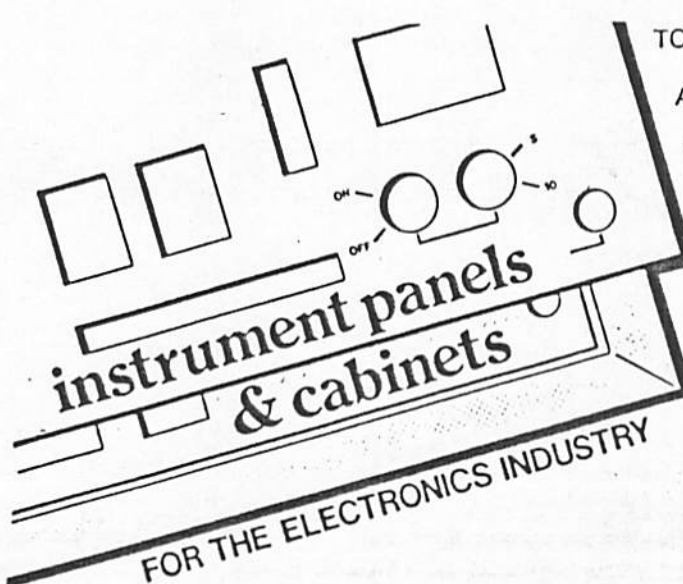 TO
A
5
ON
10
OFF
instrument panels
& cabinets
FOR THE ELECTRONICS INDUSTRY